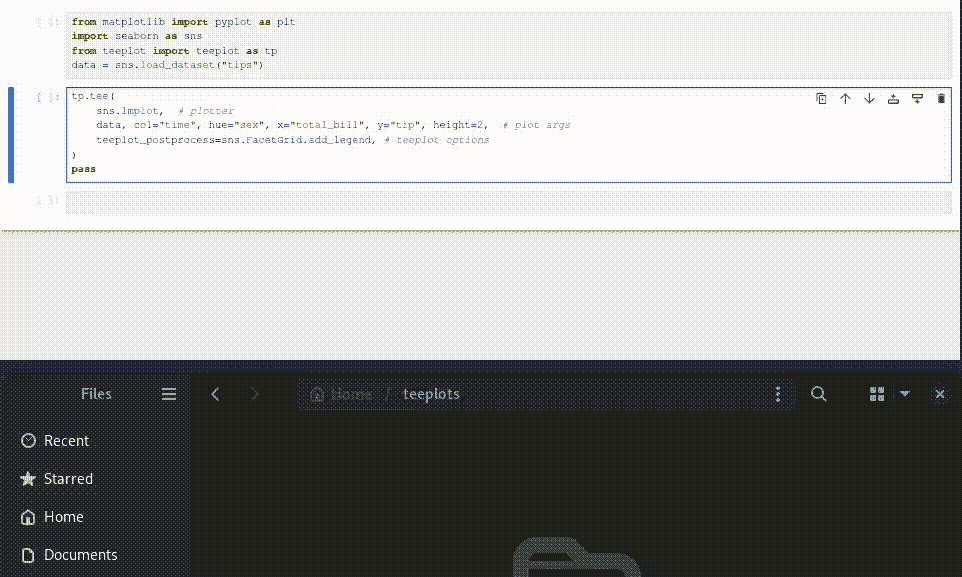 [ ]:
from matplotlib import pyplot as plt
import seaborn as sns
from teeplot import teeplot as tp
data = sns.load_dataset("tips")
[ ]:
tp.tee(
sns.lmplot, # plotter
data, col="time", hue="sex", x="total_bill", y="tip", height=2, # plot args
teeplot_postprocess=sns.FacetGrid.add_legend, # teeplot options
)
pass
[ ]:
Files
Home / teeplots
Recent
Starred
Home
Documents